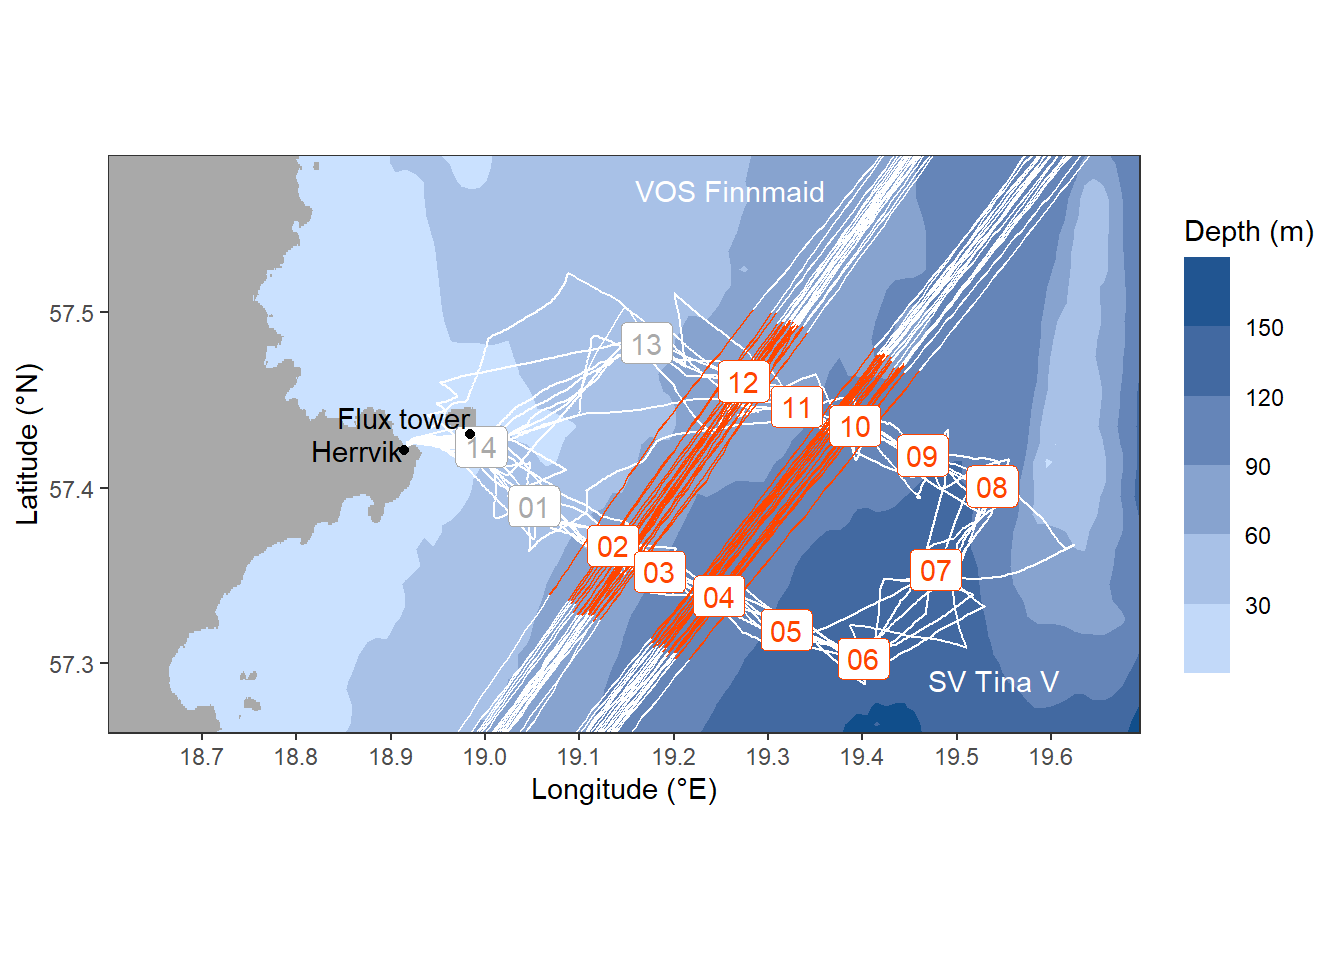 VOS Finnmaid
Depth (m)
150
120
90
60
30
57.5
57.4
57.3
Latitude (°N)
13
12
11
10
Flux tower
Herrvik
14
09
08
01
02
03
04
07
05
06
SV Tina V
18.7 18.8 18.9 19.0 19.1 19.2 19.3 19.4 19.5 19.6
Longitude (°E)